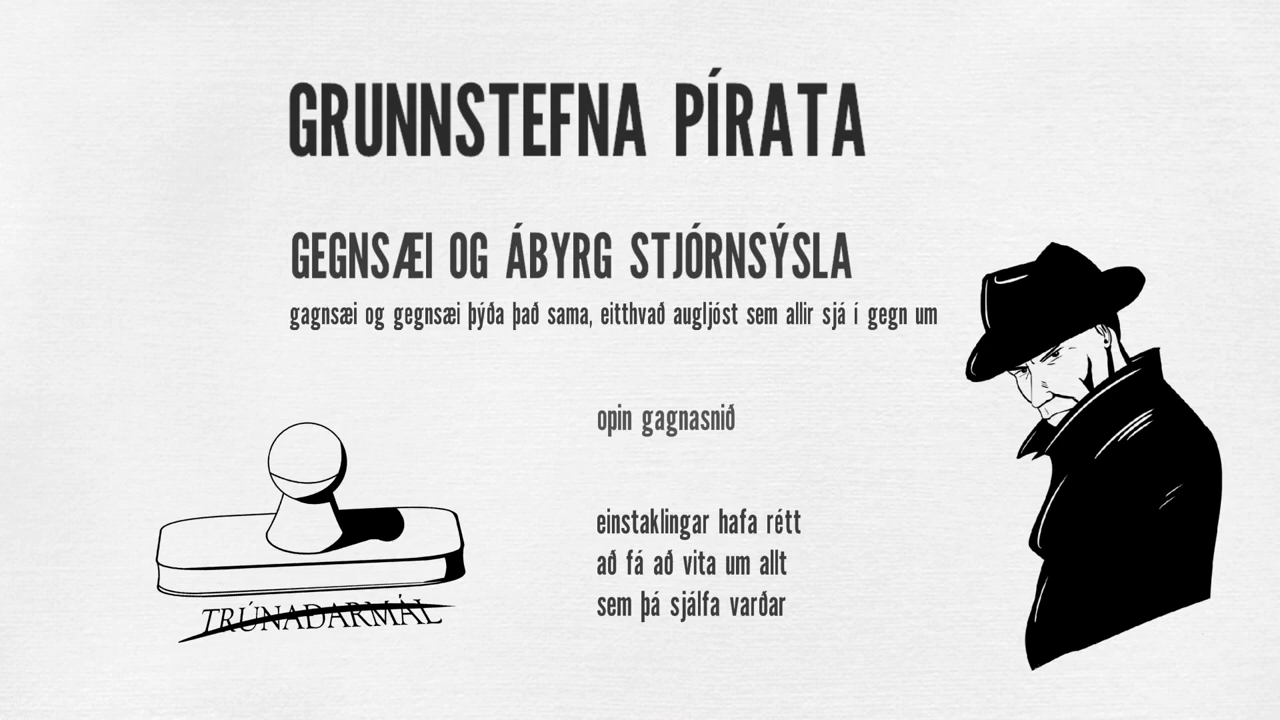 GRUNNSTEFNA PÍRATA
GEGNSÆI OG ÁBYRG STJÓRNSÝSLA
gagnsæi og gegnsæi þýða það sama, eitthvað augljóst sem allir sjá í gegn um
opin gagnasnið
einstaklingar hafa rétt
að fá að vita um allt
sem þá sjálfa varðar
TRÚNAÐARMÁL